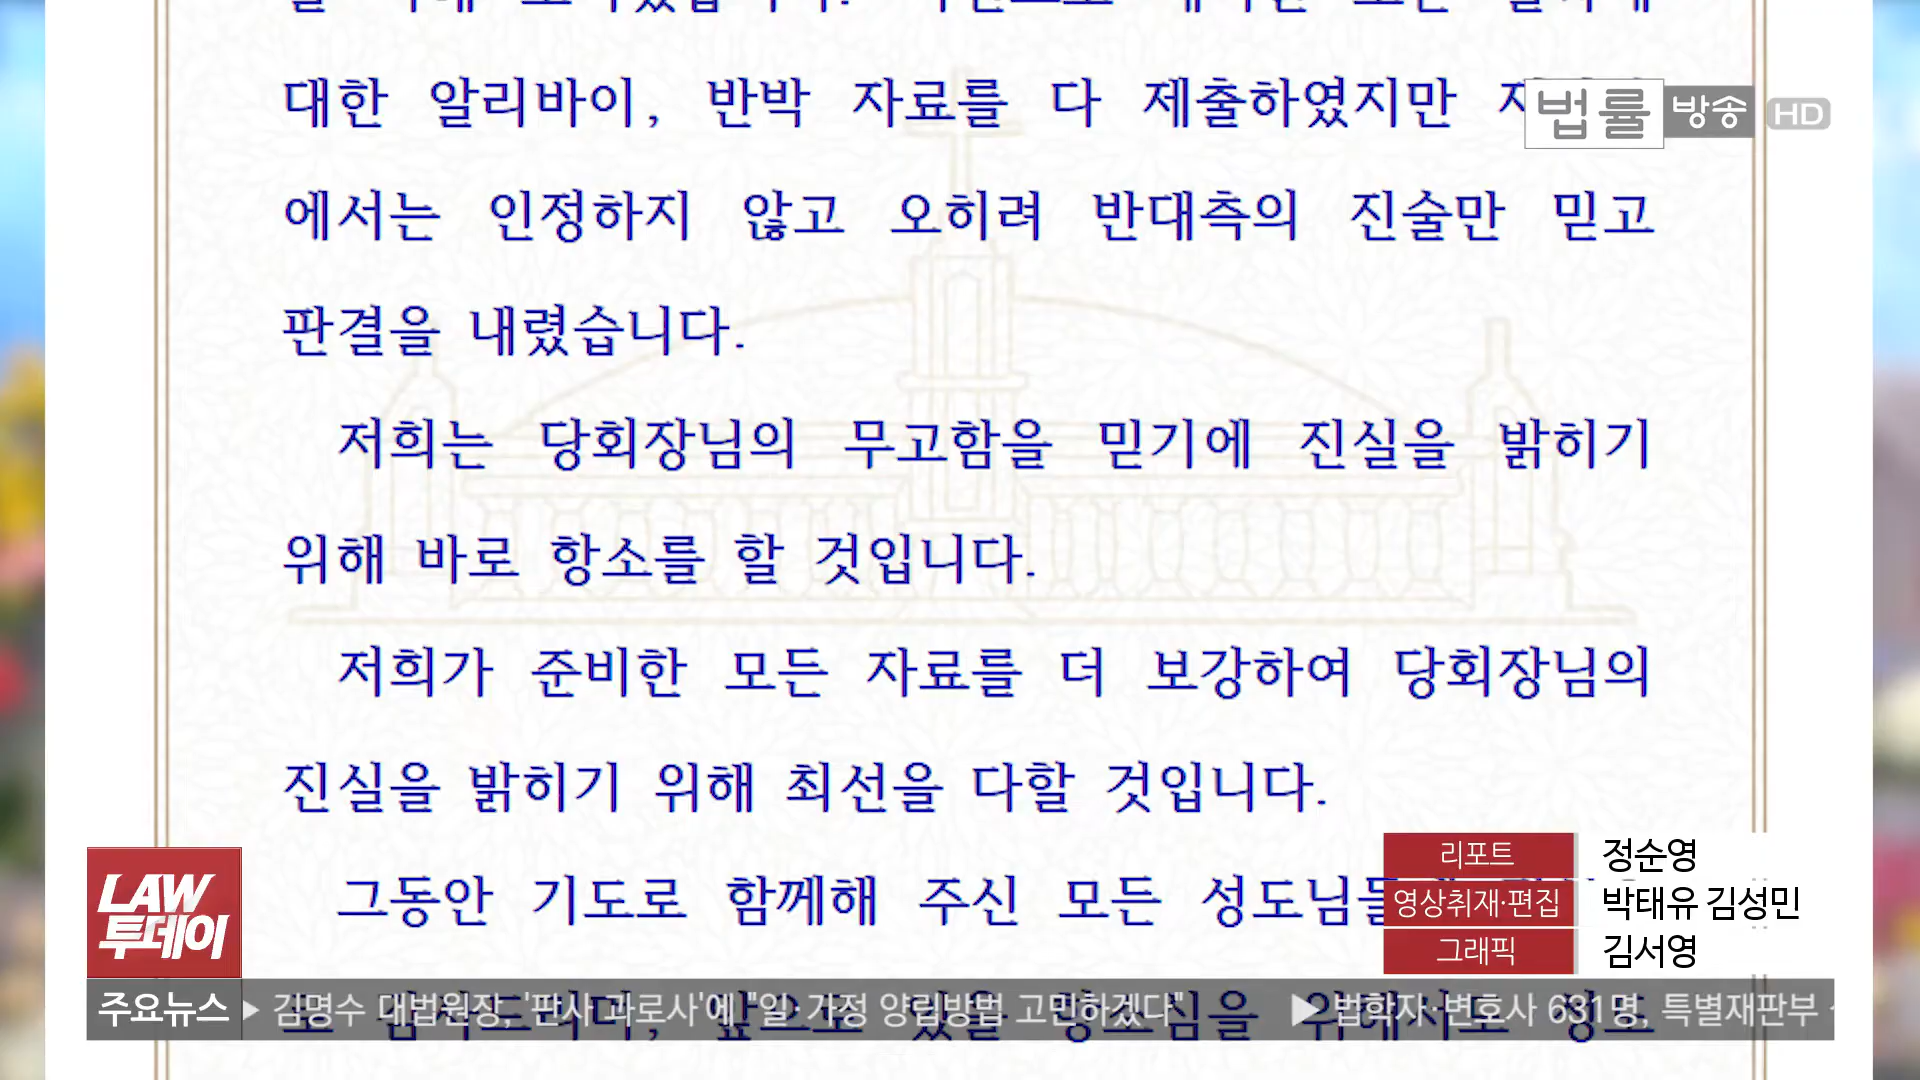 대한 알리바이, 반박 자료를 다 제출하였지만
법률방송 HD
에서는 인정하지 않고 오히려 반대측의 진술만 믿고
판결을 내렸습니다.
저희는 당회장님의 무고함을 믿기에 진실을 밝히기
위해 바로 항소를 할 것입니다.
저희가 준비한 모든 자료를 더 보강하여 당회장님의
진실을 밝히기 위해 최선을 다할 것입니다.
그동안 기도로 함께해 주신 모든
리포트 정순영
영상취재·편집 박태유 김성민
그래픽 김서영
LAW
투데이
주요뉴스 ▶ 김명수 대법원장, '판사 과로사'에 "일·가정 양립방법 고민하겠다" ▶ 법학자·변호사 631명, 특별재판부